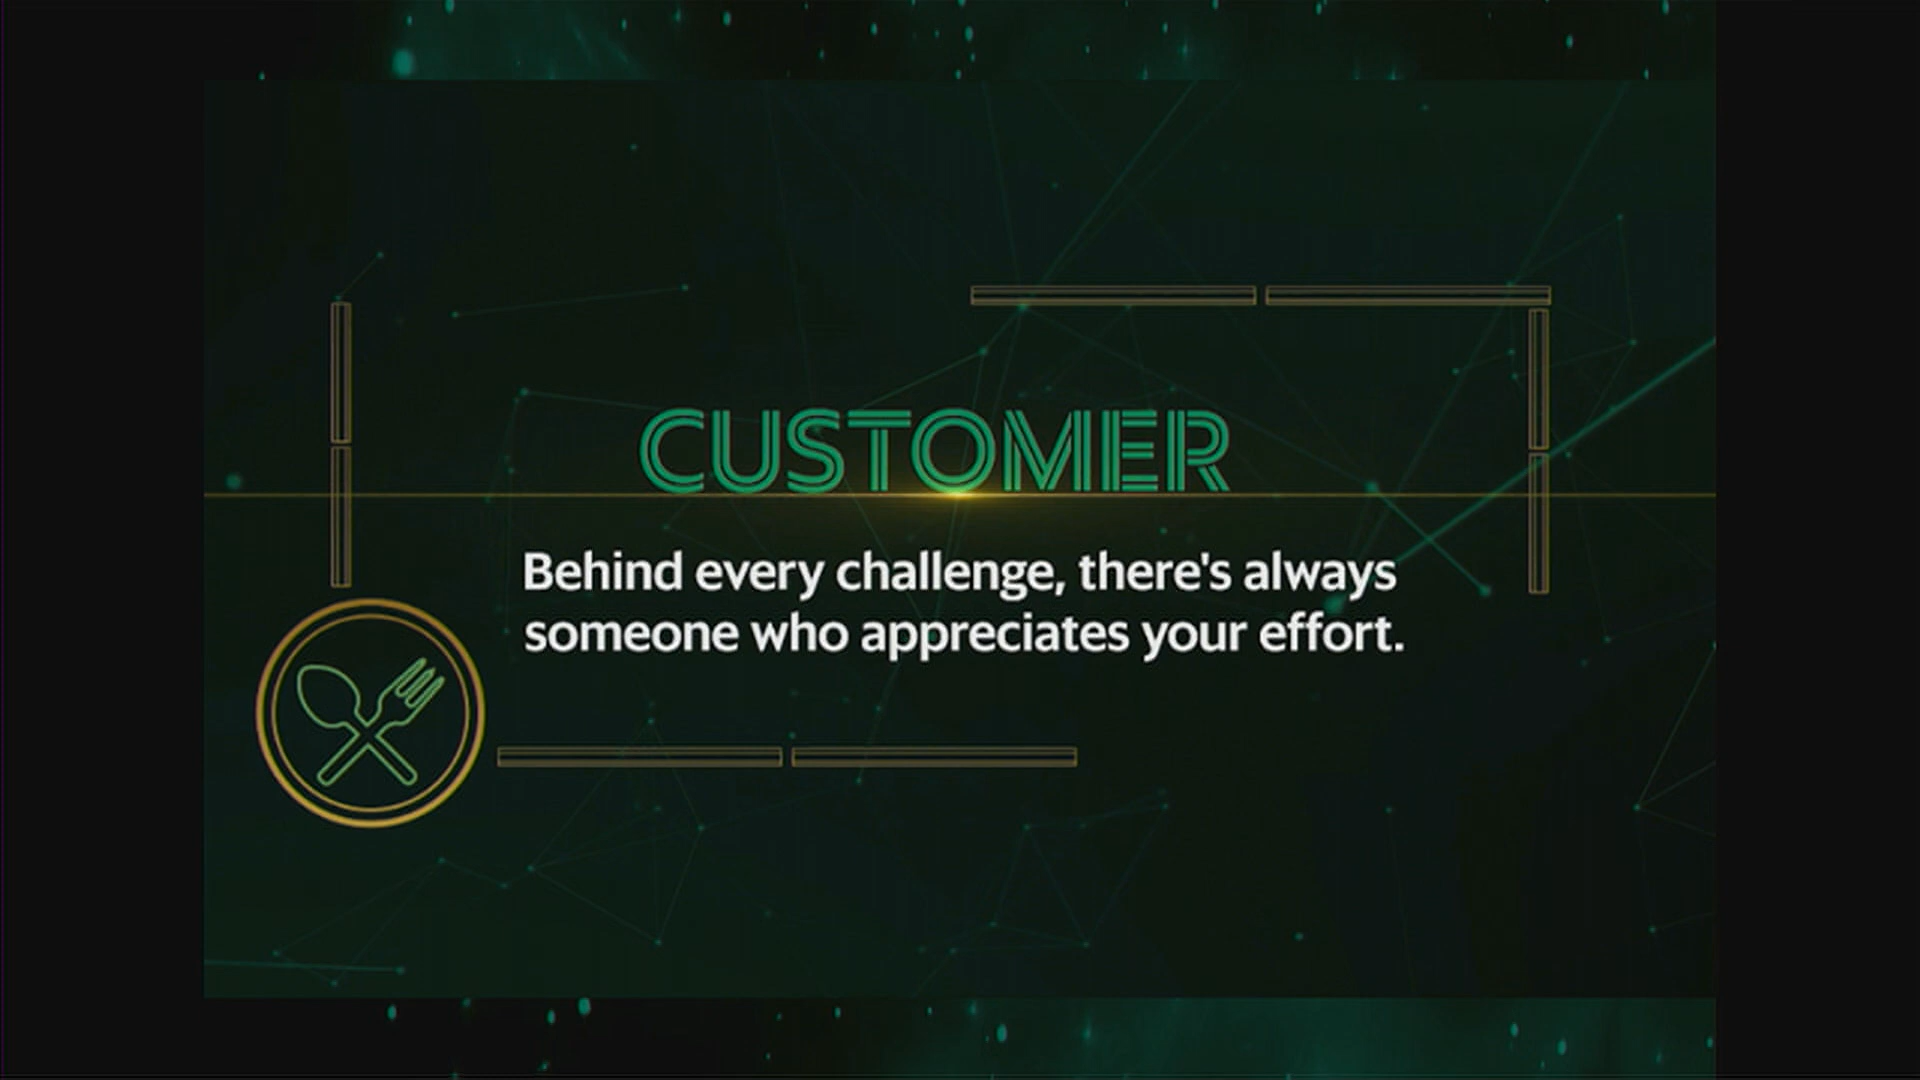 CUSTOMER
Behind every challenge, there's always
someone who appreciates your effort.